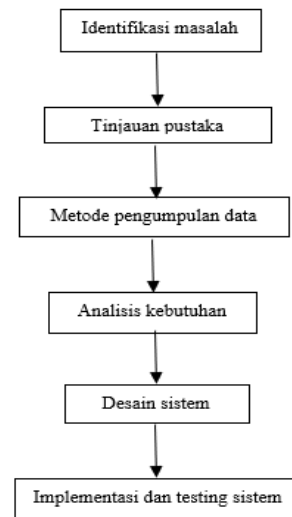 Identifikasi masalah
Tinjauan pustaka
Metode pengumpulan data
Analisis kebutuhan
Desain sistem
Implementasi dan testing sistem